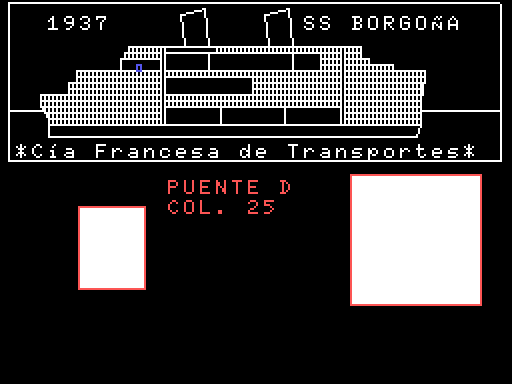 1937
SS BORGOÑA
*Cía Francesa de Transportes*
PUENTE D
COL. 25